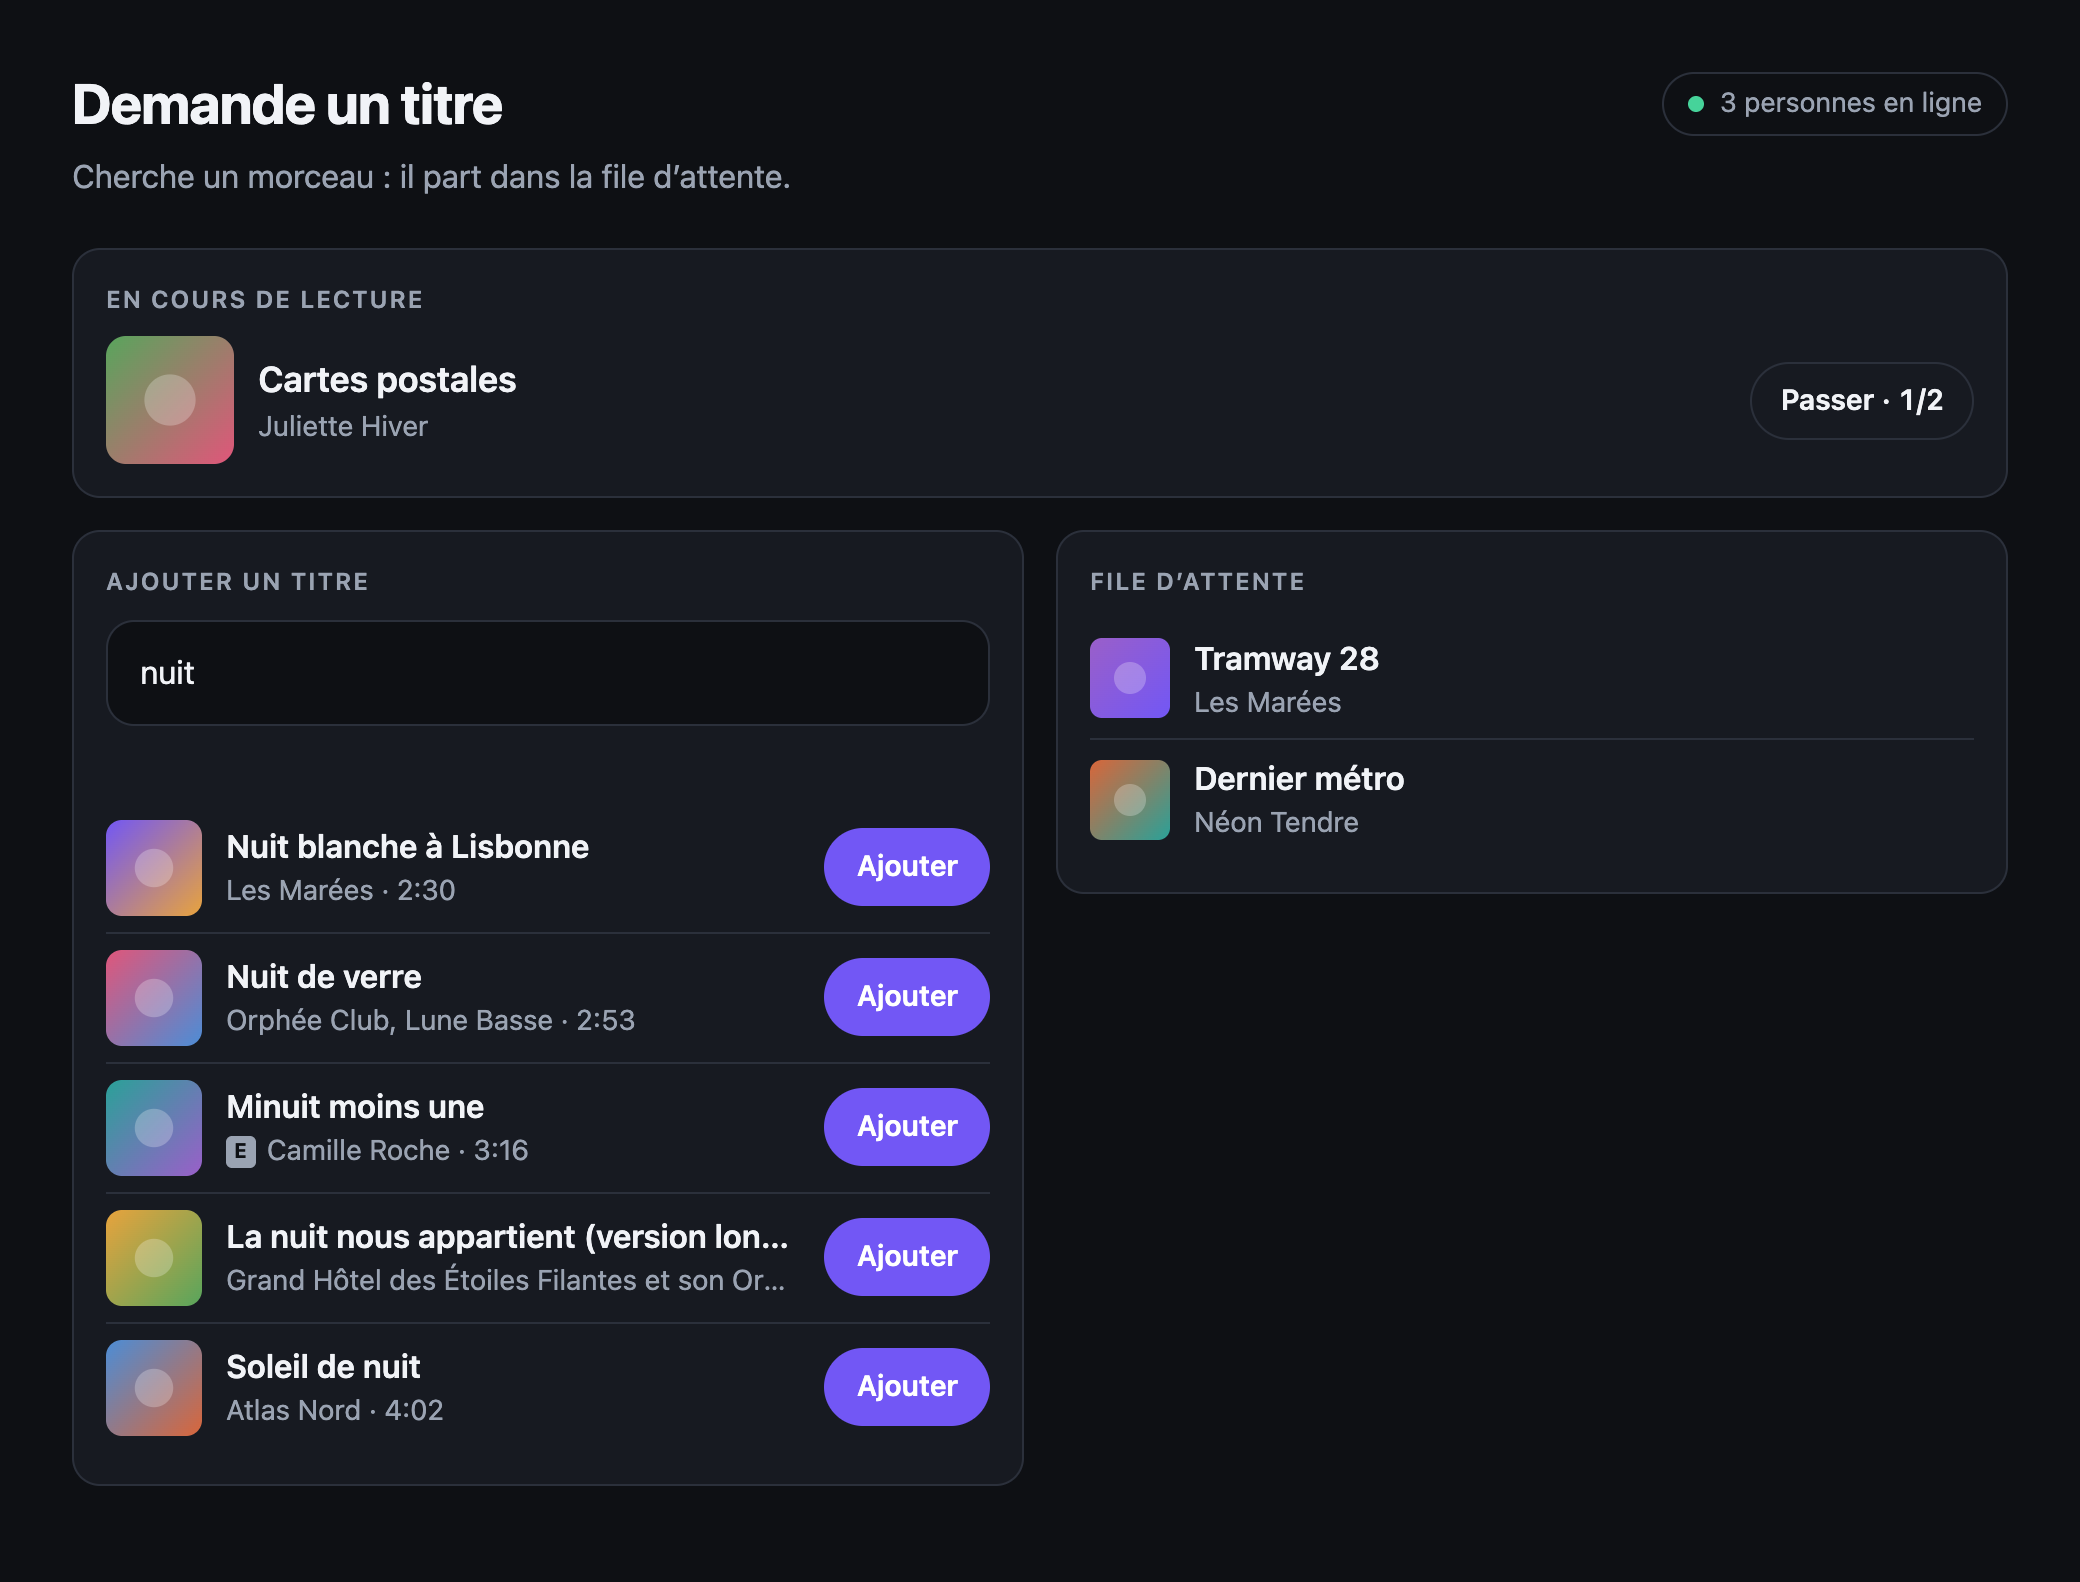 Demande un titre
3 personnes en ligne
Cherche un morceau : il part dans la file d’attente.
EN COURS DE LECTURE
Cartes postales
Juliette Hiver
Passer · 1/2
AJOUTER UN TITRE
nuit
Nuit blanche à Lisbonne
Les Marées · 2:30
Ajouter
Nuit de verre
Orphée Club, Lune Basse · 2:53
Ajouter
Minuit moins une
E Camille Roche · 3:16
Ajouter
La nuit nous appartient (version lon...
Grand Hôtel des Étoiles Filantes et son Or...
Ajouter
Soleil de nuit
Atlas Nord · 4:02
Ajouter
FILE D’ATTENTE
Tramway 28
Les Marées
Dernier métro
Néon Tendre